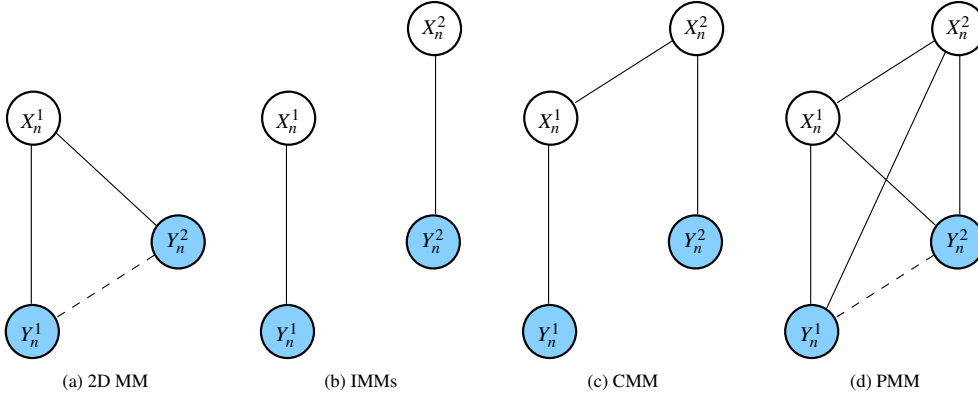 X_n^2
X_n^2
X_n^2
X_n^1
X_n^1
X_n^1
X_n^1
Y_n^2
Y_n^2
Y_n^2
Y_n^2
Y_n^1
Y_n^1
Y_n^1
Y_n^1
(a) 2D MM
(b) IMMs
(c) CMM
(d) PMM